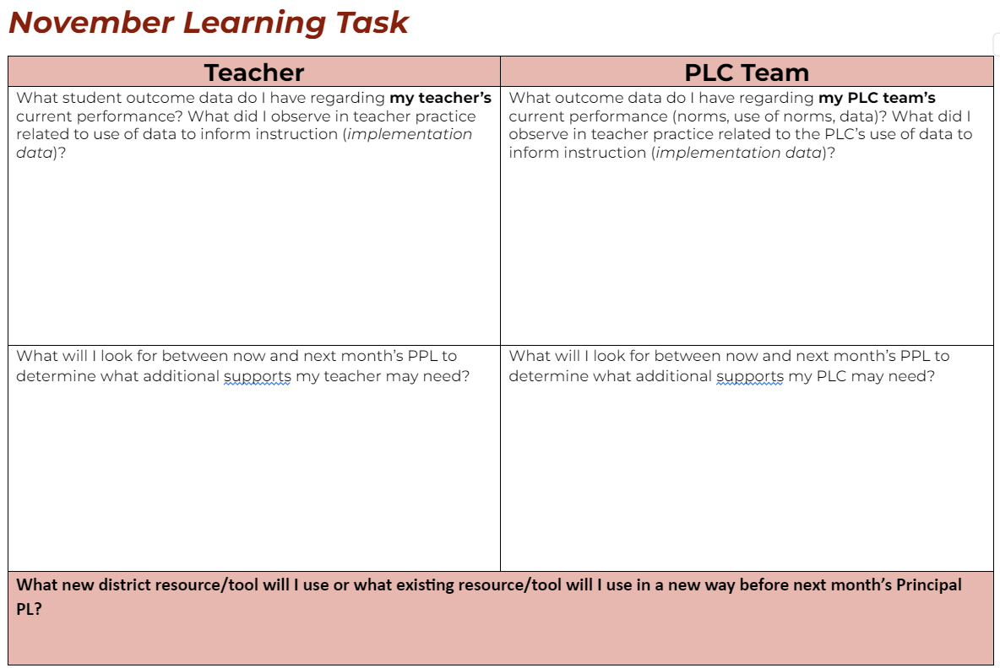 November Learning Task
Teacher
PLC Team
What student outcome data do I have regarding my teacher’s
current performance? What did I observe in teacher practice
related to use of data to inform instruction (implementation
data)?
What outcome data do I have regarding my PLC team’s
current performance (norms, use of norms, data)? What did I
observe in teacher practice related to the PLC’s use of data to
inform instruction (implementation data)?
What will I look for between now and next month’s PPL to
determine what additional supports my teacher may need?
What will I look for between now and next month’s PPL to
determine what additional supports my PLC may need?
What new district resource/tool will I use or what existing resource/tool will I use in a new way before next month’s Principal
PL?